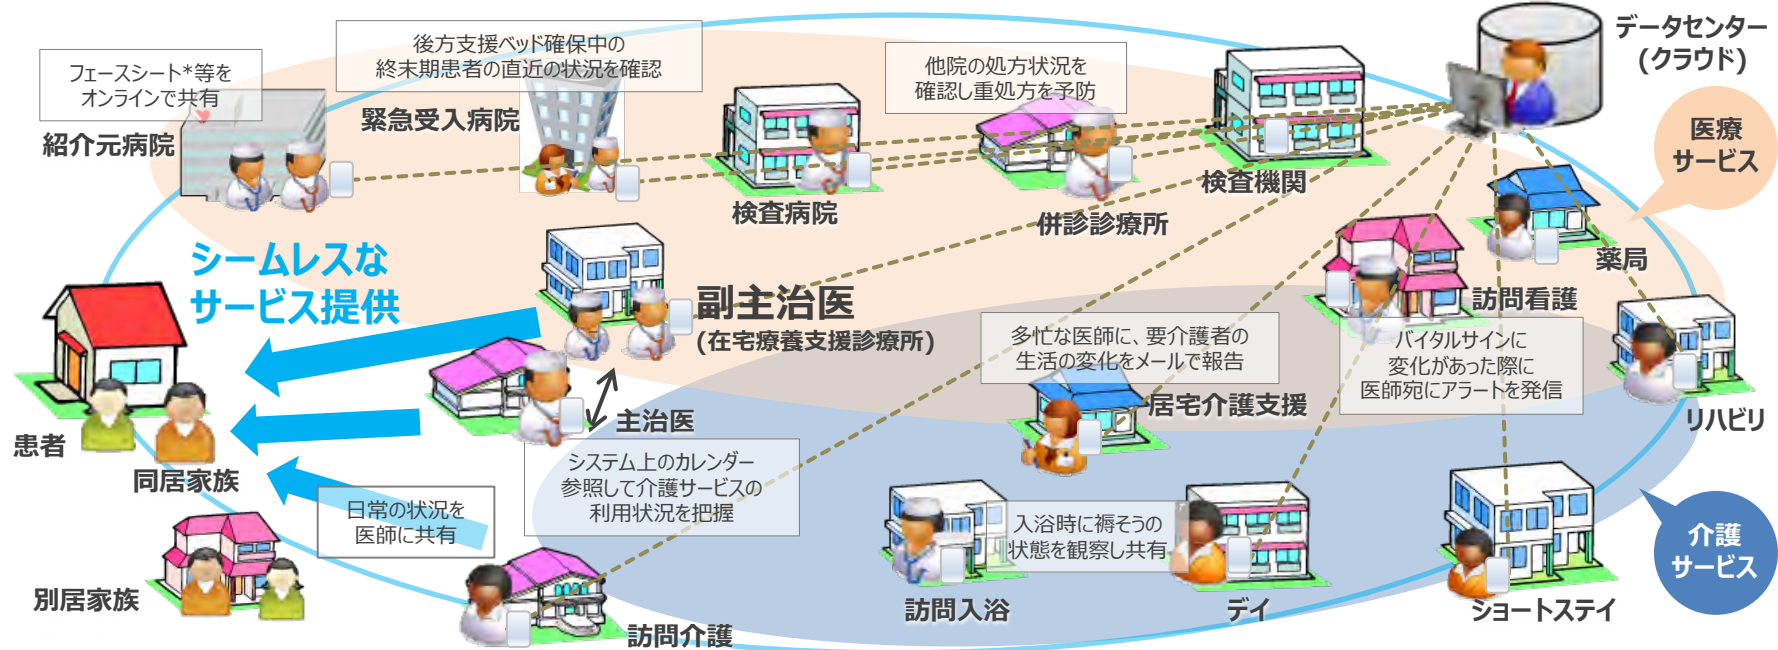 フェースシート*等を
オンラインで共有
紹介元病院
後方支援ベッド確保中の
終末期患者の直近の状況を確認
緊急受入病院
検査病院
他院の処方状況を
確認し重処方を予防
併診診療所
検査機関
データセンター
(クラウド)
医療
サービス
薬局
訪問看護
バイタルサインに
変化があった際に
医師宛にアラートを発信
リハビリ
シームレスな
サービス提供
副主治医
(在宅療養支援診療所)
多忙な医師に、要介護者の
生活の変化をメールで報告
居宅介護支援
主治医
システム上のカレンダー
参照して介護サービスの
利用状況を把握
患者
同居家族
日常の状況を
医師に共有
別居家族
訪問介護
入浴時に褥そうの
状態を観察し共有
訪問入浴
デイ
ショートステイ
介護
サービス